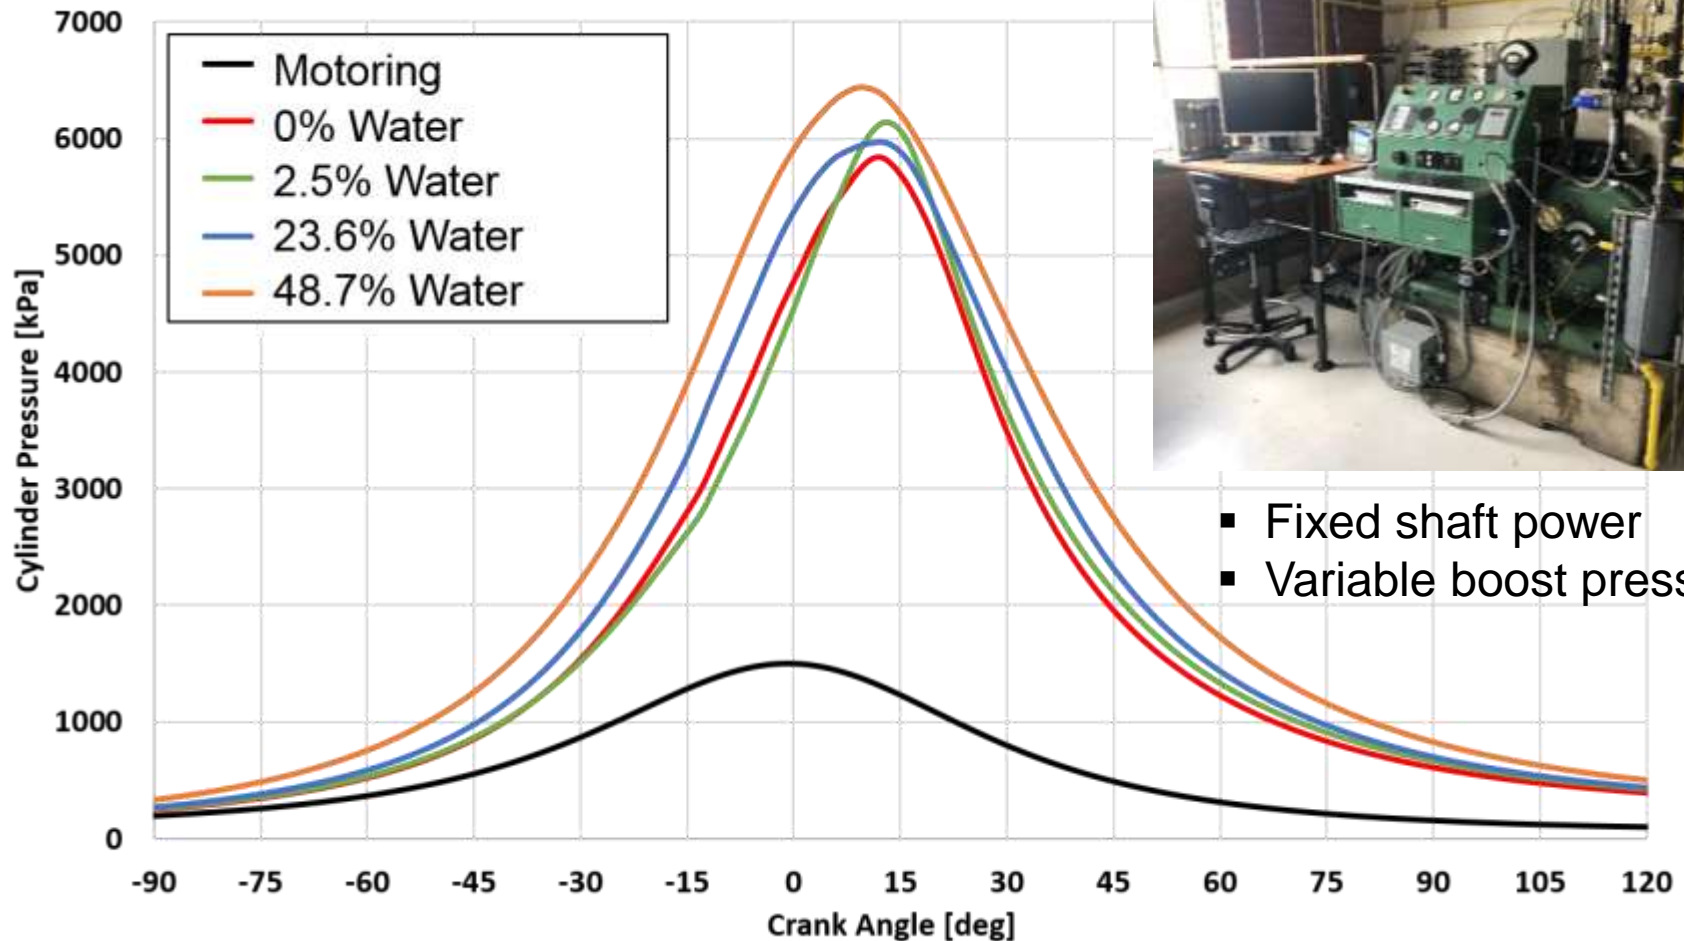 7000
6000
5000
4000
3000
2000
1000
0
Cylinder Pressure [kPa]
Motoring
0% Water
2.5% Water
23.6% Water
48.7% Water
▪ Fixed shaft power
▪ Variable boost press
-90 -75 -60 -45 -30 -15 0 15 30 45 60 75 90 105 120
Crank Angle [deg]